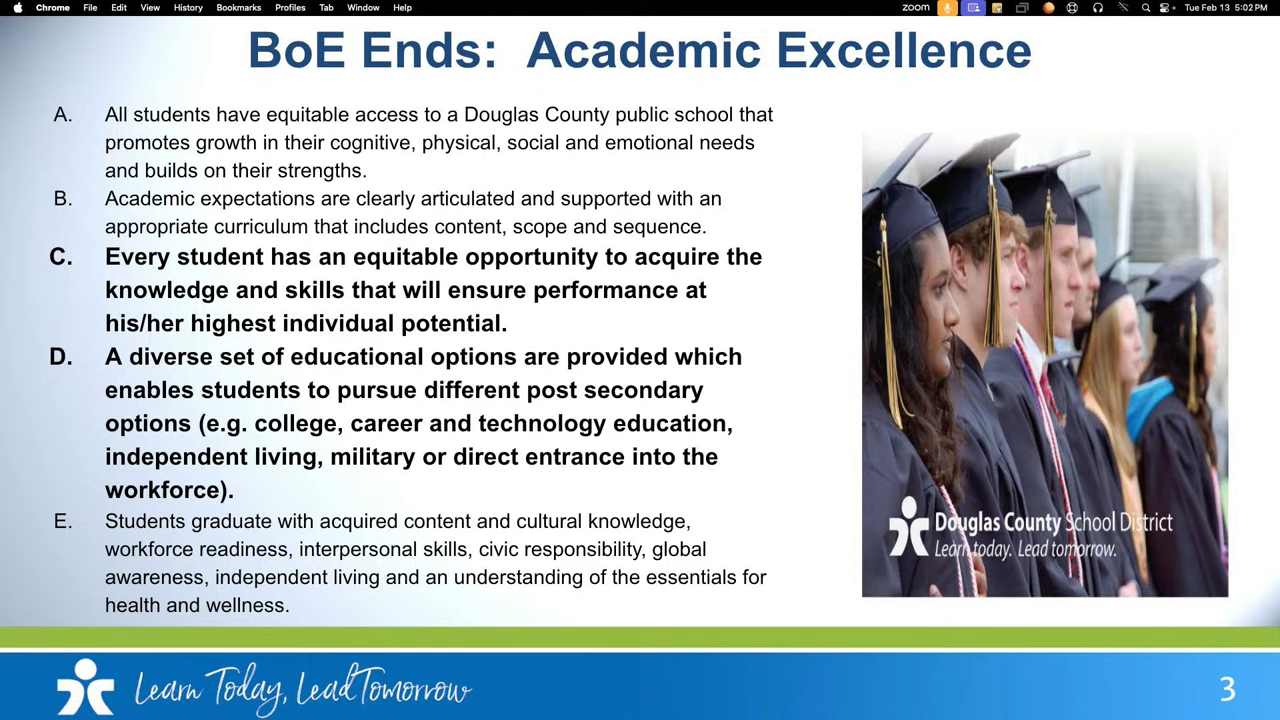 Chrome File Edit View History Bookmarks Profiles Tab Window Help zoom Tue Feb 13 5:02 PM
BoE Ends: Academic Excellence
A. All students have equitable access to a Douglas County public school that
promotes growth in their cognitive, physical, social and emotional needs
and builds on their strengths.
B. Academic expectations are clearly articulated and supported with an
appropriate curriculum that includes content, scope and sequence.
C. Every student has an equitable opportunity to acquire the
knowledge and skills that will ensure performance at
his/her highest individual potential.
D. A diverse set of educational options are provided which
enables students to pursue different post secondary
options (e.g. college, career and technology education,
independent living, military or direct entrance into the
workforce).
E. Students graduate with acquired content and cultural knowledge,
workforce readiness, interpersonal skills, civic responsibility, global
awareness, independent living and an understanding of the essentials for
health and wellness.
Douglas County School District
Learn today. Lead tomorrow.
Learn Today, Lead Tomorrow
3